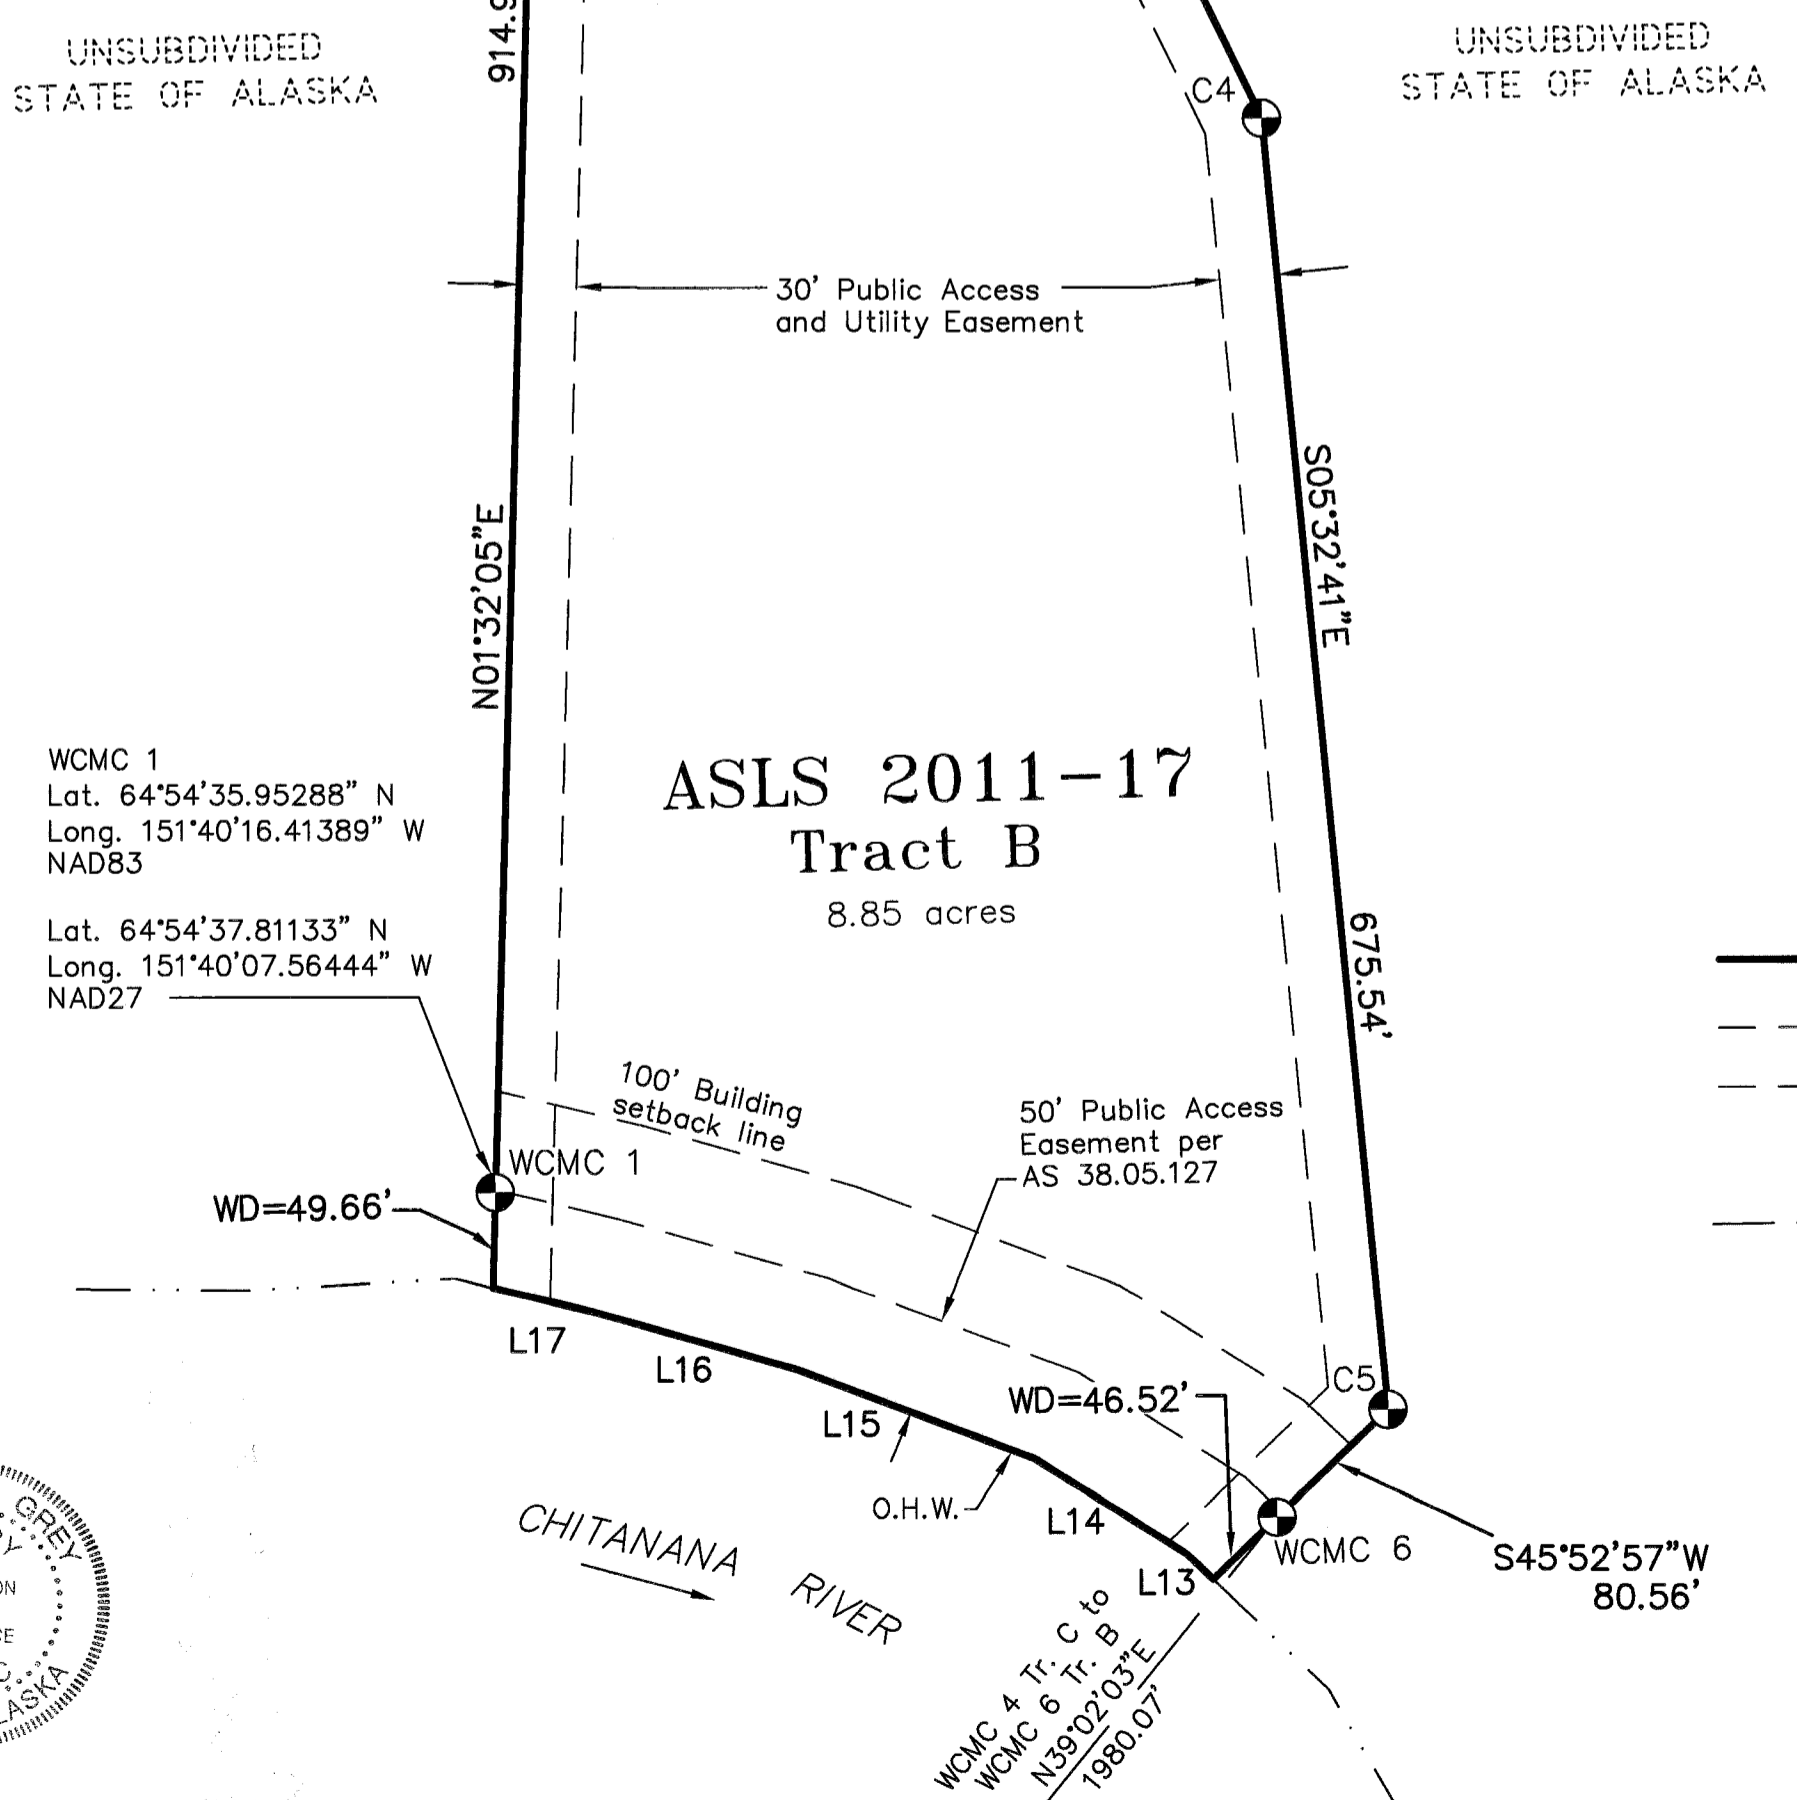 UNSUBDIVIDED
STATE OF ALASKA
914.9
C4
UNSUBDIVIDED
STATE OF ALASKA
30' Public Access
and Utility Easement
N01°32'05"E
S05°32'41"E
675.54'
WCMC 1
Lat. 64°54'35.95288" N
Long. 151°40'16.41389" W
NAD83
Lat. 64°54'37.81133" N
Long. 151°40'07.56444" W
NAD27
ASLS 2011-17
Tract B
8.85 acres
100' Building
setback line
50' Public Access
Easement per
AS 38.05.127
WCMC 1
WD=49.66'
L17
L16
L15
O.H.W.
L14
L13
WD=46.52'
C5
WCMC 6
S45°52'57"W
80.56'
CHITANANA RIVER
WCMC 4 Tr. C to
WCMC 6 Tr. B
N39°02'03"E
1980.07'
GREY
LASKA